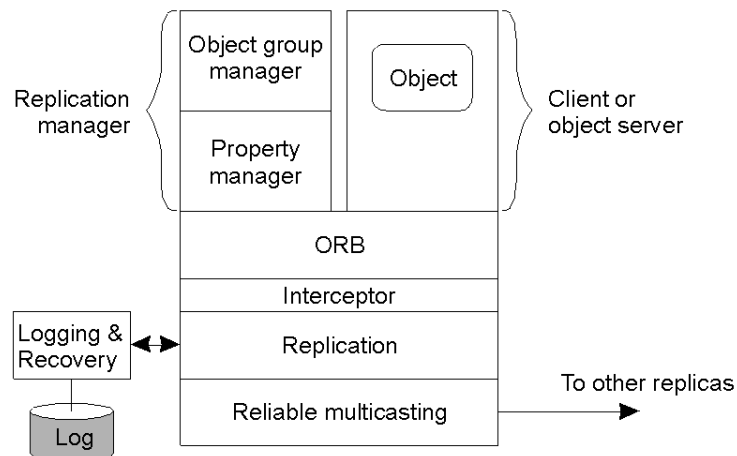 Object group
manager
Object
Replication
manager
Client or
object server
Property
manager
ORB
Interceptor
Logging &
Recovery
Replication
To other replicas
Reliable multicasting
Log